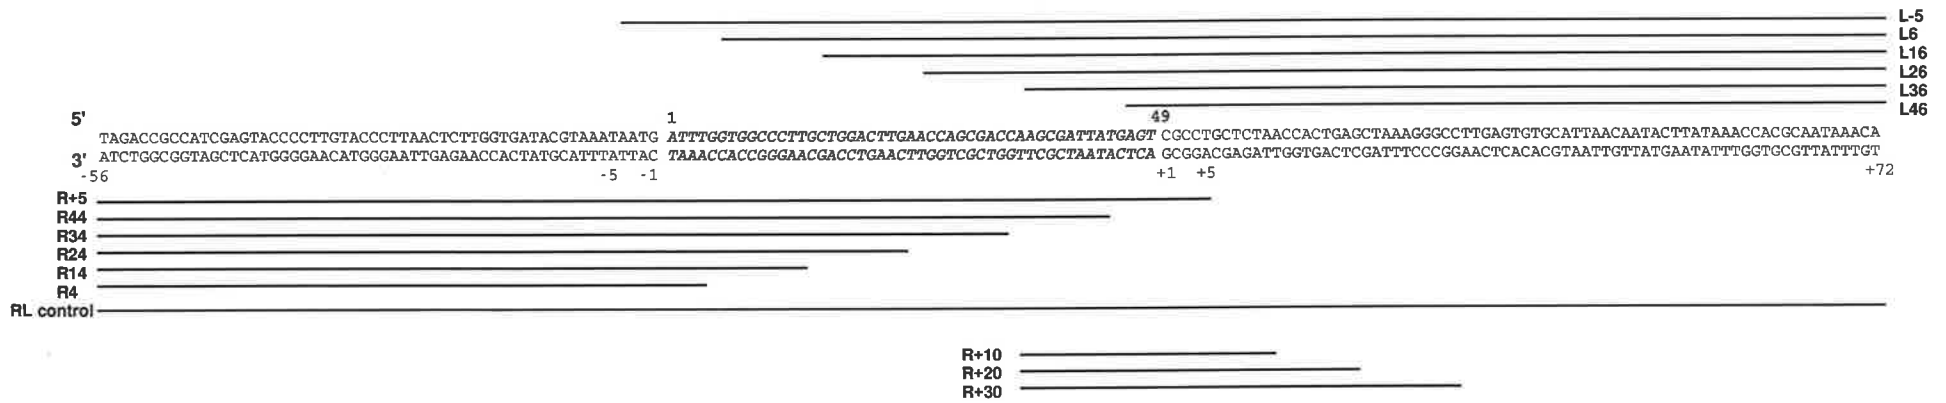 L-5
L6
L16
L26
L36
L46
1 49
5' TAGACCGCCATCGAGTACCCCTTGTACCCTTAACTCTTGGTGATACGTAAATAATG ATTTGGTGGCCCTTGCTGGACTTGAACCAGCGACCAAGCGATTATGAGT CGCCTGCTCTAACCACTGAGCTAAAGGGCCTTGAGTGTGCATTAACAATACTTATAAACCACGCAATAAACA
3' ATCTGGCGGTAGCTCATGGGGAACATGGGAATTGAGAACCACTATGCATTTATTAC TAAACCACCGGGAACGACCTGAACTTGGTCGCTGGTTCGCTAATACTCA GCGGACGAGATTGGTGACTCGATTTCCCGGAACTCACACGTAATTGTTATGAATATTTGGTGCGTTATTTGT
-56 -5 -1 +1 +5 +72
R+5
R44
R34
R24
R14
R4
RL control
R+10
R+20
R+30